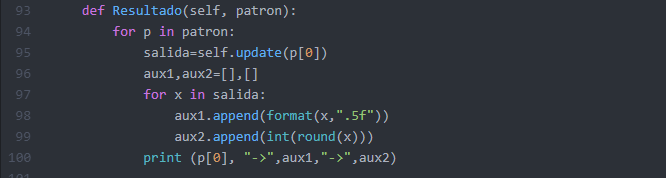 93 def Resultado(self, patron):
94 for p in patron:
95 salida=self.update(p[0])
96 aux1,aux2=[],[]
97 for x in salida:
98 aux1.append(format(x,".5f"))
99 aux2.append(int(round(x)))
100 print (p[0], "->",aux1,"->",aux2)